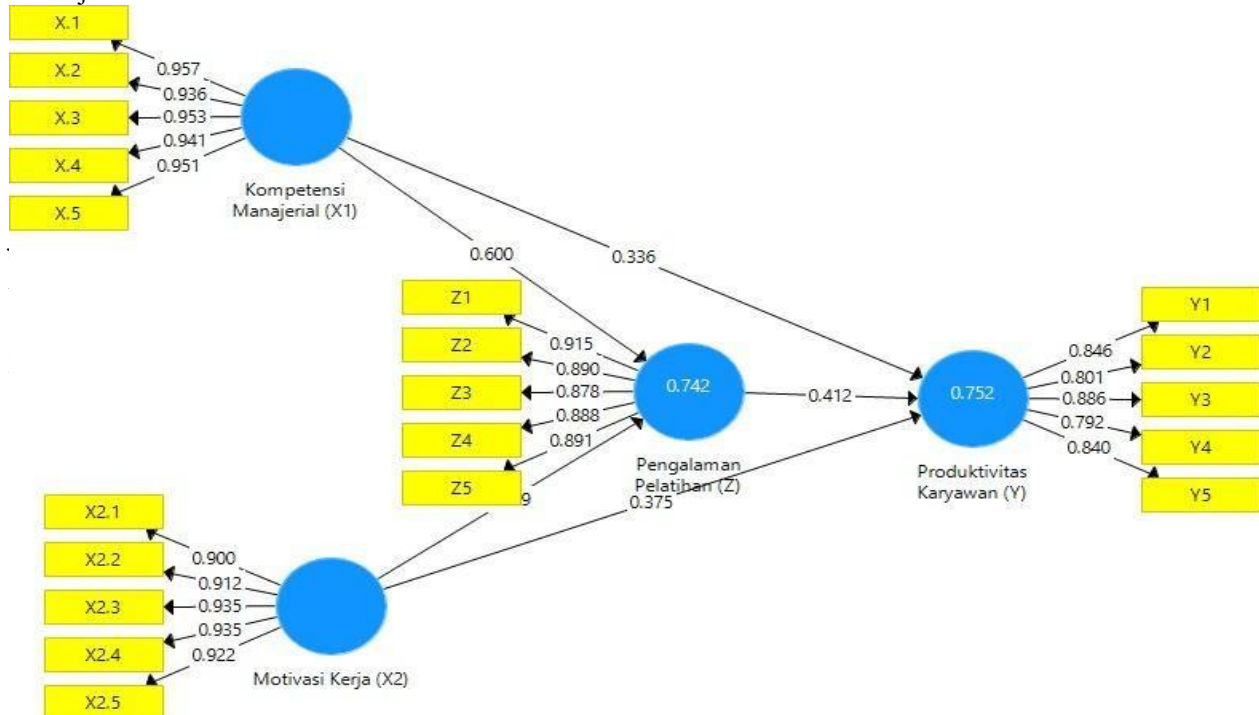 X.1
X.2
X.3
X.4
X.5
0.957
0.936
0.953
0.941
0.951
Kompetensi
Manajerial (X1)
0.600
0.336
Z1
Z2
Z3
Z4
Z5
0.915
0.890
0.878
0.888
0.891
0.742
Pengalaman
Pelatihan (Z)
0.412
9
0.375
0.752
Produktivitas
Karyawan (Y)
0.846
0.801
0.886
0.792
0.840
Y1
Y2
Y3
Y4
Y5
X2.1
X2.2
X2.3
X2.4
X2.5
0.900
0.912
0.935
0.935
0.922
Motivasi Kerja (X2)